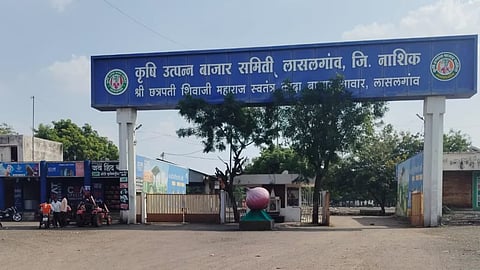 कृषि उत्पन्न बाजार समिती, लासलगांव, जि. नाशिक
श्री छत्रपती शिवाजी महाराज स्वतंत्र कांदा बाजार आवार, लासलगांव